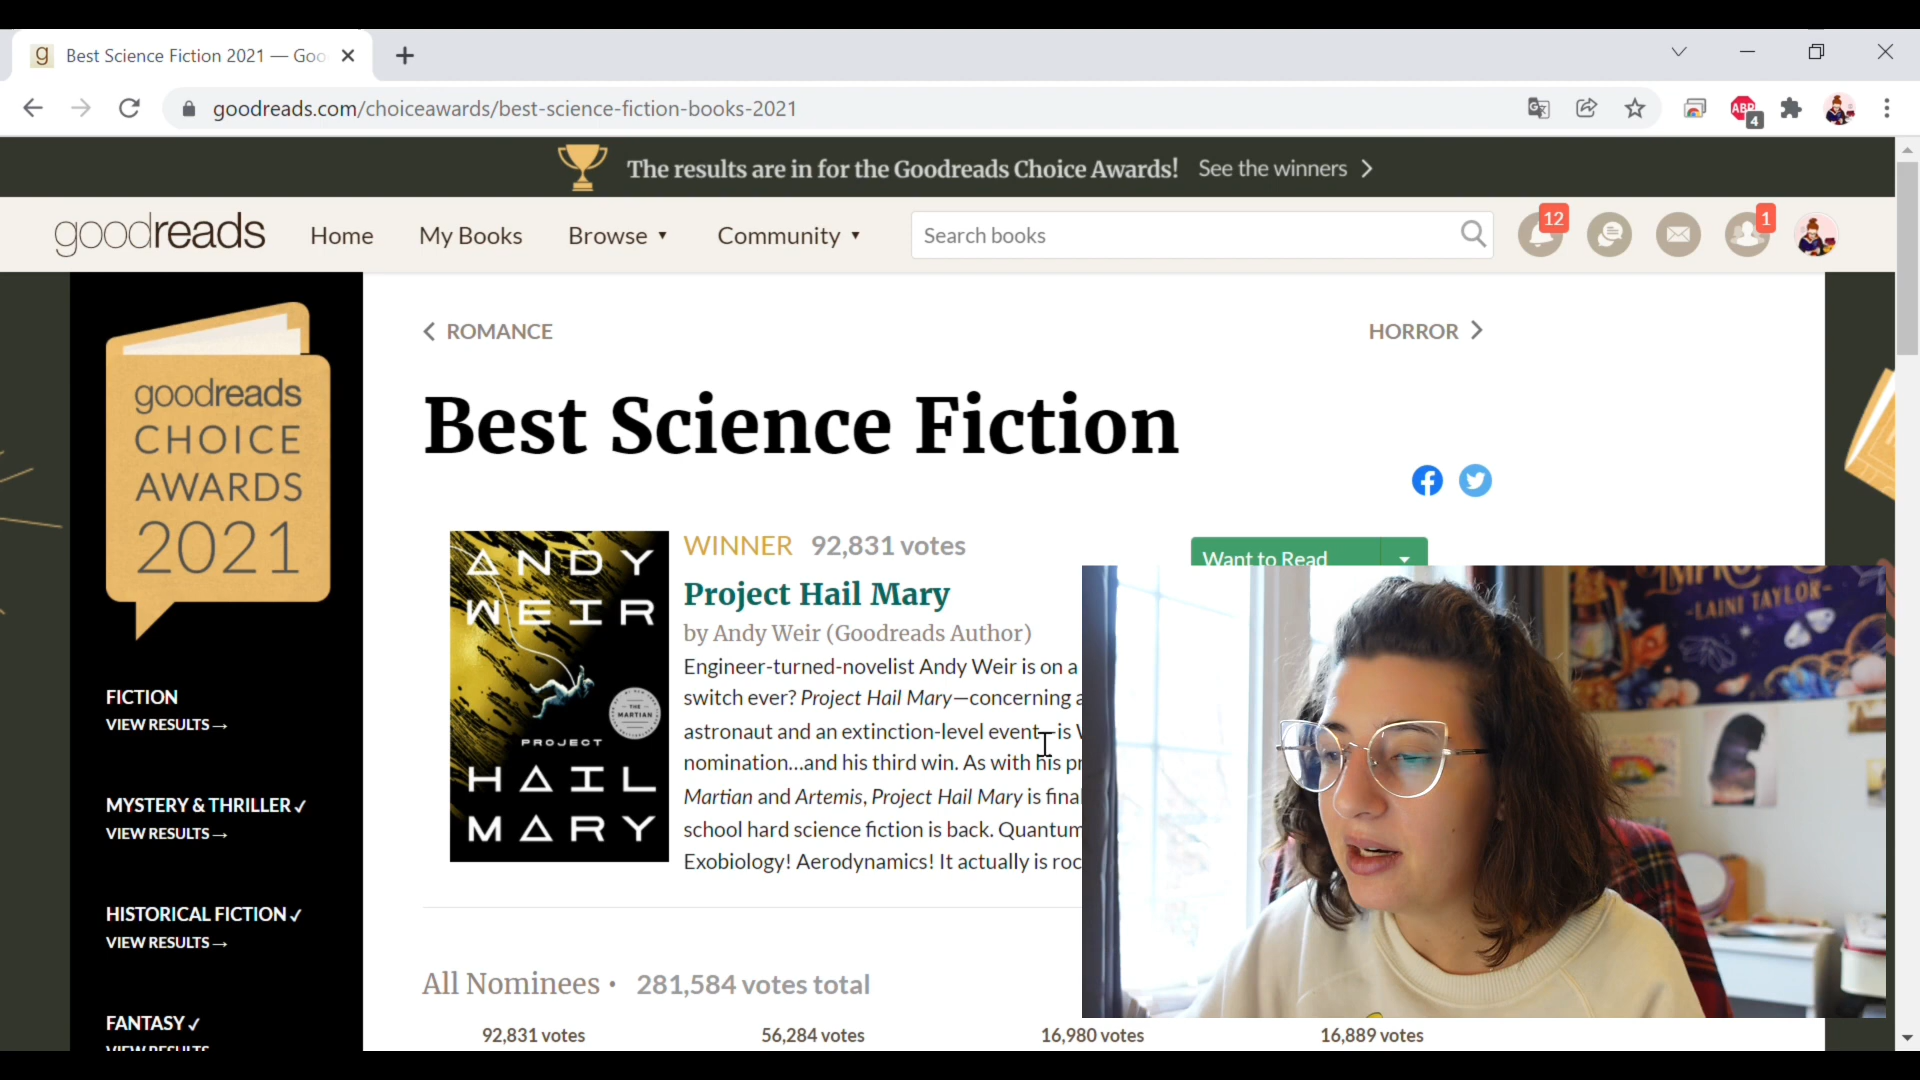 Best Science Fiction 2021 — Goo
goodreads.com/choiceawards/best-science-fiction-books-2021
ABP
4
The results are in for the Goodreads Choice Awards! See the winners
goodreads
Home
My Books
Browse
Community
Search books
12
1
goodreads
CHOICE
AWARDS
2021
ROMANCE
HORROR
Best Science Fiction
ANDY
WEIR
THE
MARTIAN
PROJECT
HAIL
MARY
WINNER 92,831 votes
Want to Read
Project Hail Mary
by Andy Weir (Goodreads Author)
Engineer-turned-novelist Andy Weir is on a
switch ever? Project Hail Mary—concerning
astronaut and an extinction-level event—is
nomination...and his third win. As with his
Martian and Artemis, Project Hail Mary is
school hard science fiction is back. Quantum
Exobiology! Aerodynamics! It actually is
-LAINI TAYLOR-
FICTION
VIEW RESULTS→
MYSTERY & THRILLER✓
VIEW RESULTS→
HISTORICAL FICTION✓
VIEW RESULTS→
FANTASY✓
VIEW RESULTS
All Nominees • 281,584 votes total
92,831 votes
56,284 votes
16,980 votes
16,889 votes